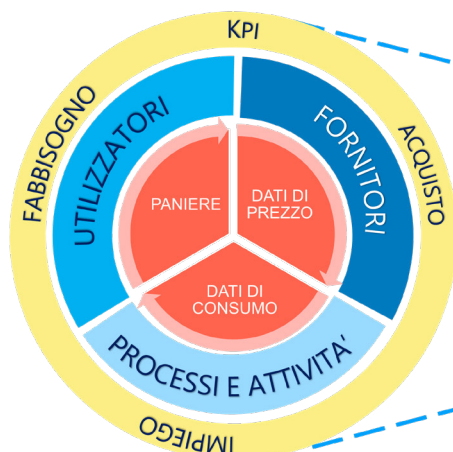 KPI
FABBISOGNO
ACQUISTO
IMPIEGO
UTILIZZATORI
FORNITORI
PROCESSI E ATTIVITA'
PANIERE
DATI DI
PREZZO
DATI DI
CONSUMO